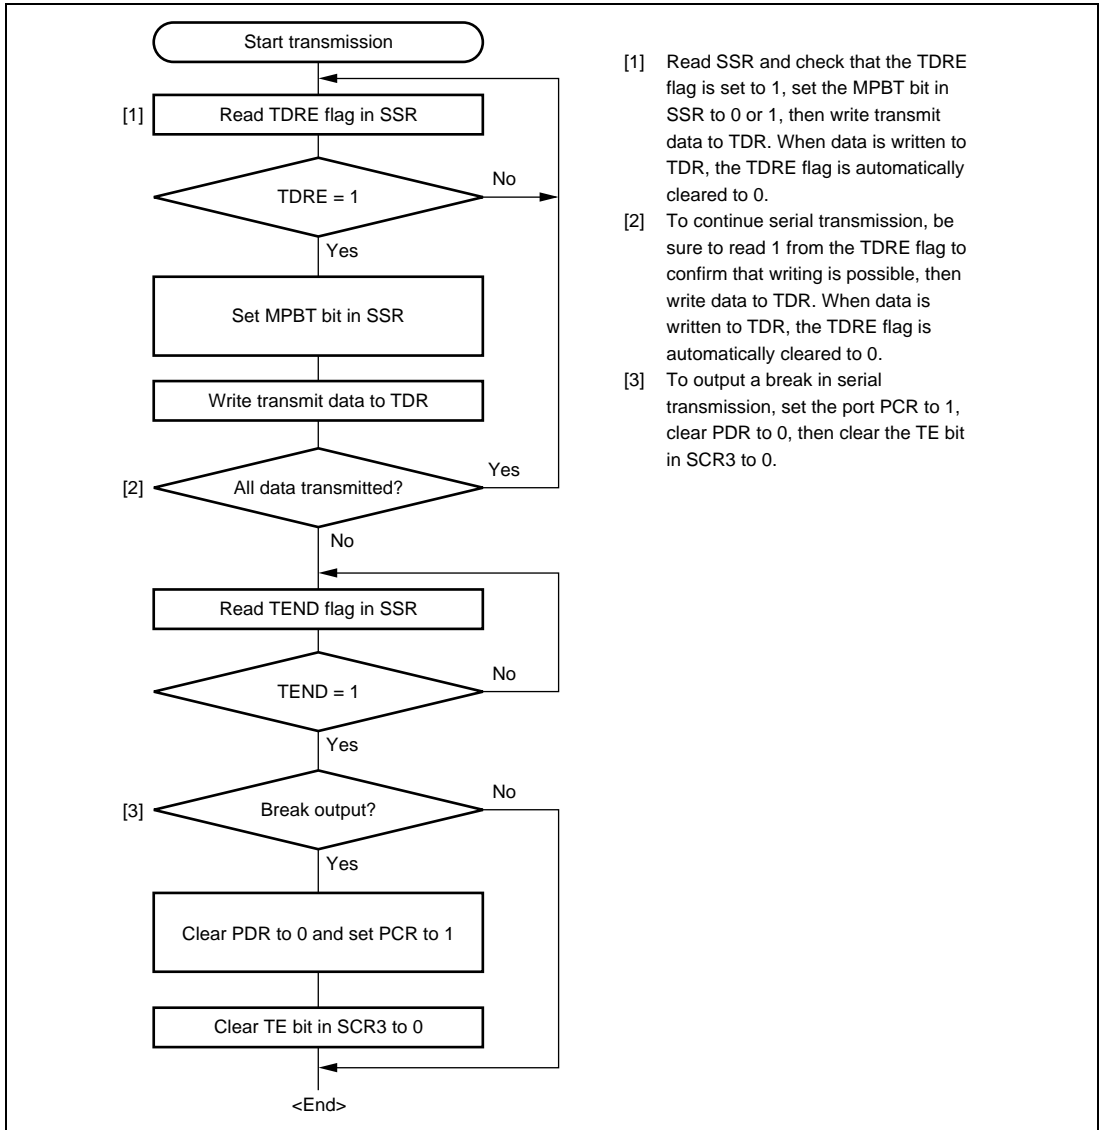 Start transmission
[1] Read TDRE flag in SSR
TDRE = 1
No
Yes
Set MPBT bit in SSR
Write transmit data to TDR
[2] All data transmitted?
Yes
No
Read TEND flag in SSR
TEND = 1
No
Yes
[3] Break output?
No
Yes
Clear PDR to 0 and set PCR to 1
Clear TE bit in SCR3 to 0
<End>
[1] Read SSR and check that the TDRE
flag is set to 1, set the MPBT bit in
SSR to 0 or 1, then write transmit
data to TDR. When data is written to
TDR, the TDRE flag is automatically
cleared to 0.
[2] To continue serial transmission, be
sure to read 1 from the TDRE flag to
confirm that writing is possible, then
write data to TDR. When data is
written to TDR, the TDRE flag is
automatically cleared to 0.
[3] To output a break in serial
transmission, set the port PCR to 1,
clear PDR to 0, then clear the TE bit
in SCR3 to 0.